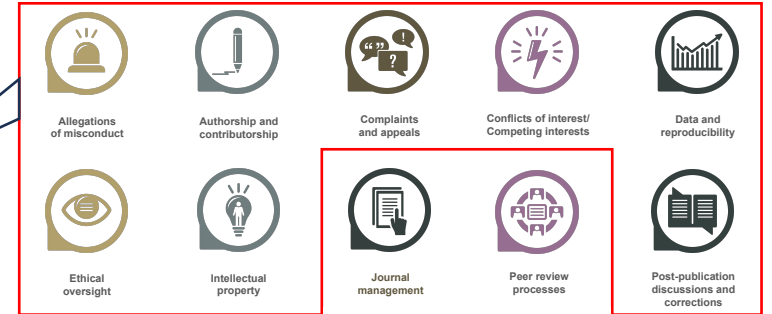 Allegations
of misconduct
Authorship and
contributorship
Complaints
and appeals
Conflicts of interest/
Competing interests
Data and
reproducibility
Ethical
oversight
Intellectual
property
Journal
management
Peer review
processes
Post-publication
discussions and
corrections